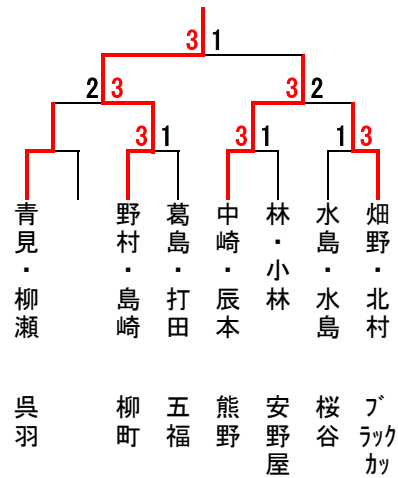 3 1
2 3 3 2
3 1 3 1 1 3
青見・柳瀬
野村・島崎
葛島・打田
中崎・辰本
林・小林
水島・水島
畑野・北村
呉羽
柳町
五福
熊野
安野屋
桜谷
ﾌﾞﾗｯｸｶｯ